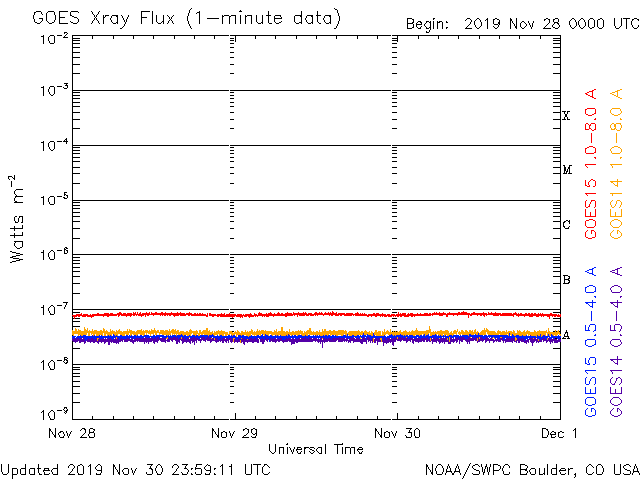 GOES Xray Flux (1-minute data)
Begin: 2019 Nov 28 0000 UTC
10⁻²
10⁻³
10⁻⁴
10⁻⁵
10⁻⁶
10⁻⁷
10⁻⁸
10⁻⁹
Watts m⁻²
X
M
C
B
A
GOES15 1.0-8.0 A
GOES14 1.0-8.0 A
GOES15 0.5-4.0 A
GOES14 0.5-4.0 A
Nov 28 Nov 29 Nov 30 Dec 1
Universal Time
Updated 2019 Nov 30 23:59:11 UTC
NOAA/SWPC Boulder, CO USA